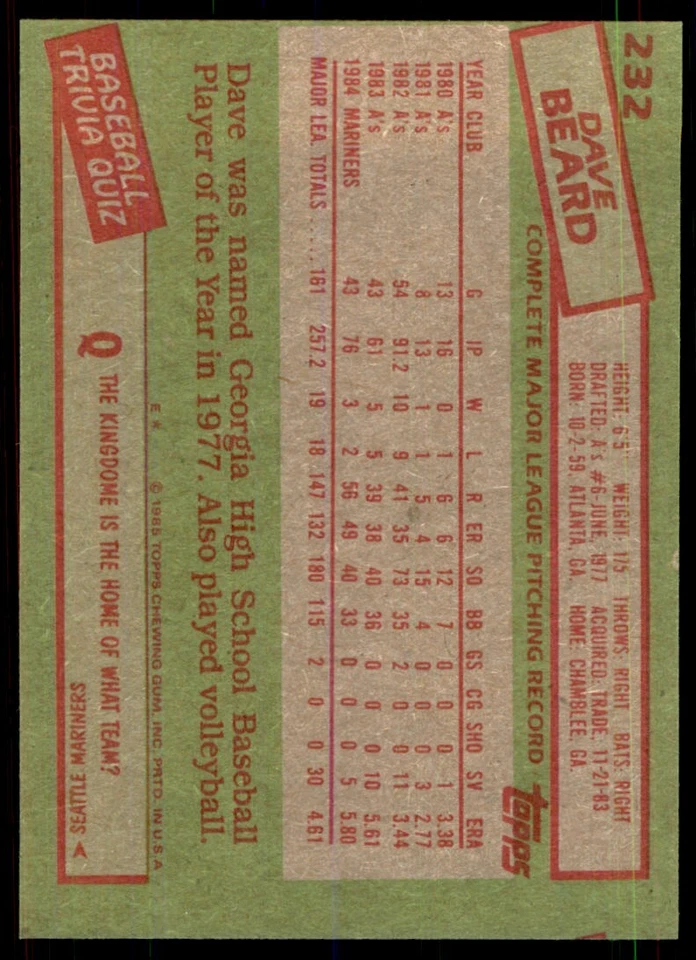 232
DAVE
BEARD
HEIGHT: 6'5" WEIGHT: 175 THROWS: RIGHT BATS: RIGHT
DRAFTED: A's #6-JUNE, 1977 ACQUIRED: TRADE, 11-21-83
BORN: 10-2-59, ATLANTA, GA. HOME: CHAMBLEE, GA.
COMPLETE MAJOR LEAGUE PITCHING RECORD topps
YEAR CLUB G IP W L R ER SO BB GS CG SHO SV ERA
1980 A's 13 16 0 1 6 6 12 7 0 0 0 1 3.38
1981 A's 8 13 1 1 5 4 15 4 0 0 0 3 2.77
1982 A's 54 91.2 10 9 41 35 73 35 2 0 0 11 3.44
1983 A's 43 61 5 5 39 38 40 36 0 0 0 10 5.61
1984 MARINERS 43 76 3 2 56 49 40 33 0 0 0 5 5.80
MAJOR LEA. TOTALS ..... 161 257.2 19 18 147 132 180 115 2 0 0 30 4.61
Dave was named Georgia High School Baseball
Player of the Year in 1977. Also played volleyball.
E* © 1985 TOPPS CHEWING GUM, INC. PRTD. IN U.S.A.
BASEBALL
TRIVIA QUIZ
Q THE KINGDOME IS THE HOME OF WHAT TEAM?
SEATTLE MARINERS A